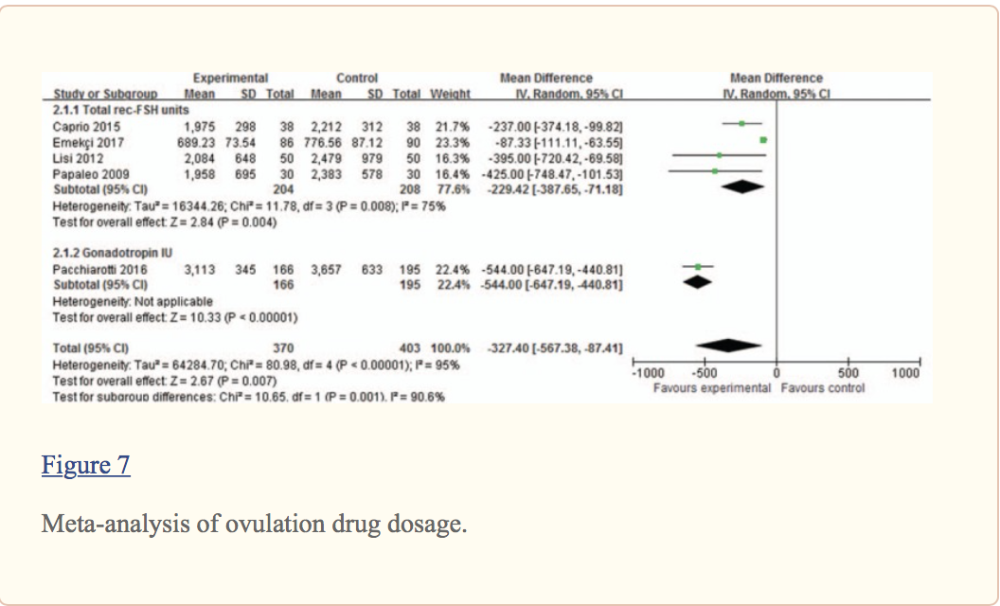 Experimental Control Mean Difference Mean Difference
Study or Subgroup Mean SD Total Mean SD Total Weight IV, Random, 95% CI IV, Random, 95% CI
2.1.1 Total rec-FSH units
Caprio 2015 1,975 298 38 2,212 312 38 21.7% -237.00 [-374.18, -99.82]
Emekçi 2017 689.23 73.54 86 776.56 87.12 90 23.3% -87.33 [-111.11, -63.55]
Lisi 2012 2,084 648 50 2,479 979 50 16.3% -395.00 [-720.42, -69.58]
Papaleo 2009 1,958 695 30 2,383 578 30 16.4% -425.00 [-748.47, -101.53]
Subtotal (95% CI) 204 208 77.6% -229.42 [-387.65, -71.18]
Heterogeneity: Tau² = 16344.26; Chi² = 11.78, df = 3 (P = 0.008); I² = 75%
Test for overall effect: Z = 2.84 (P = 0.004)
2.1.2 Gonadotropin IU
Pacchiarotti 2016 3,113 345 166 3,657 633 195 22.4% -544.00 [-647.19, -440.81]
Subtotal (95% CI) 166 195 22.4% -544.00 [-647.19, -440.81]
Heterogeneity: Not applicable
Test for overall effect: Z = 10.33 (P < 0.00001)
Total (95% CI) 370 403 100.0% -327.40 [-567.38, -87.41]
Heterogeneity: Tau² = 64284.70; Chi² = 80.98, df = 4 (P < 0.00001); I² = 95%
Test for overall effect: Z = 2.67 (P = 0.007)
Test for subgroup differences: Chi² = 10.65, df = 1 (P = 0.001), I² = 90.6%
-1000 -500 0 500 1000
Favours experimental Favours control
Figure 7
Meta-analysis of ovulation drug dosage.